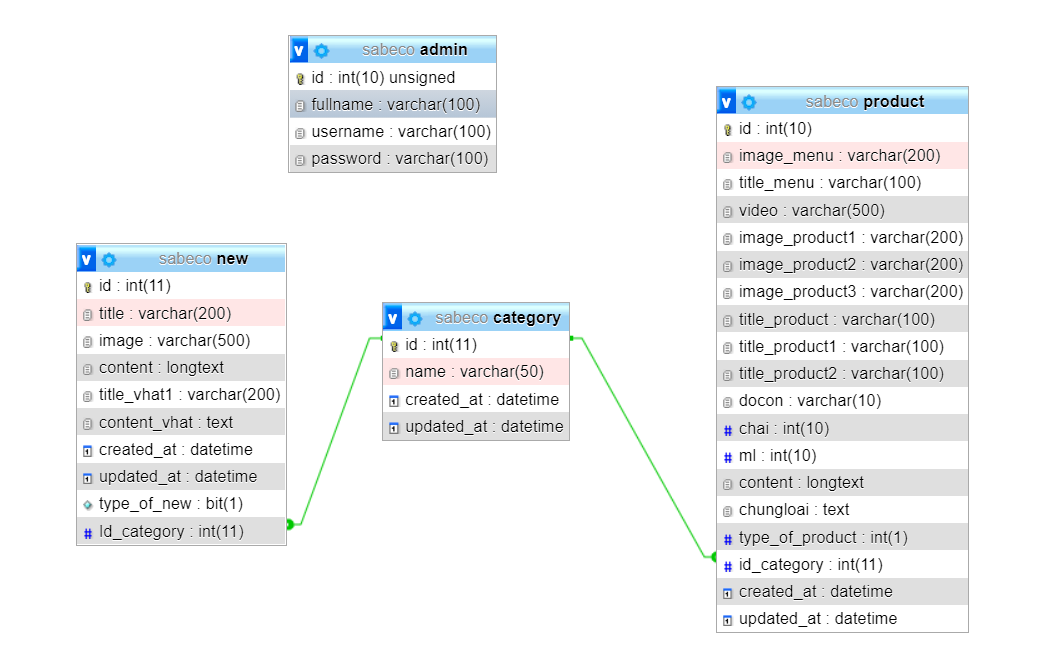 v sabeco admin
id : int(10) unsigned
fullname : varchar(100)
username : varchar(100)
password : varchar(100)
v sabeco product
id : int(10)
image_menu : varchar(200)
title_menu : varchar(100)
video : varchar(500)
image_product1 : varchar(200)
image_product2 : varchar(200)
image_product3 : varchar(200)
title_product : varchar(100)
title_product1 : varchar(100)
title_product2 : varchar(100)
docon : varchar(10)
# chai : int(10)
# ml : int(10)
content : longtext
chungloai : text
# type_of_product : int(1)
# id_category : int(11)
created_at : datetime
updated_at : datetime
v sabeco new
id : int(11)
title : varchar(200)
image : varchar(500)
content : longtext
title_vhat1 : varchar(200)
content_vhat : text
created_at : datetime
updated_at : datetime
type_of_new : bit(1)
# Id_category : int(11)
v sabeco category
id : int(11)
name : varchar(50)
created_at : datetime
updated_at : datetime